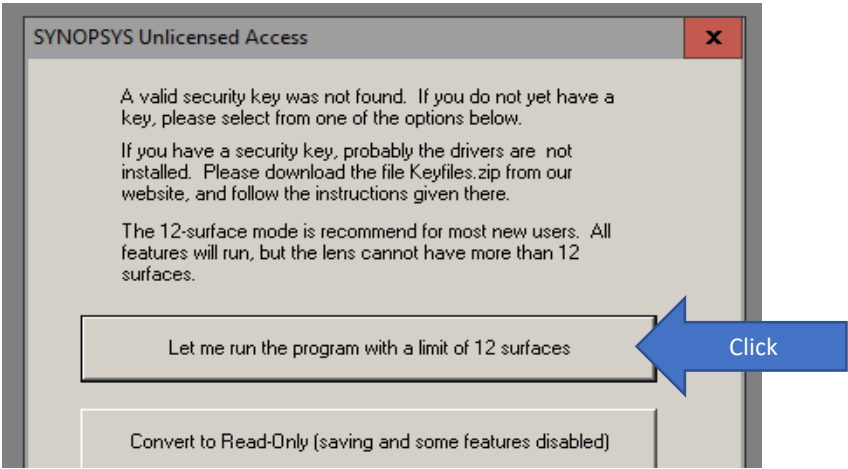 SYNOPSYS Unlicensed Access
x
A valid security key was not found. If you do not yet have a
key, please select from one of the options below.
If you have a security key, probably the drivers are not
installed. Please download the file Keyfiles.zip from our
website, and follow the instructions given there.
The 12-surface mode is recommend for most new users. All
features will run, but the lens cannot have more than 12
surfaces.
Let me run the program with a limit of 12 surfaces
Click
Convert to Read-Only (saving and some features disabled)